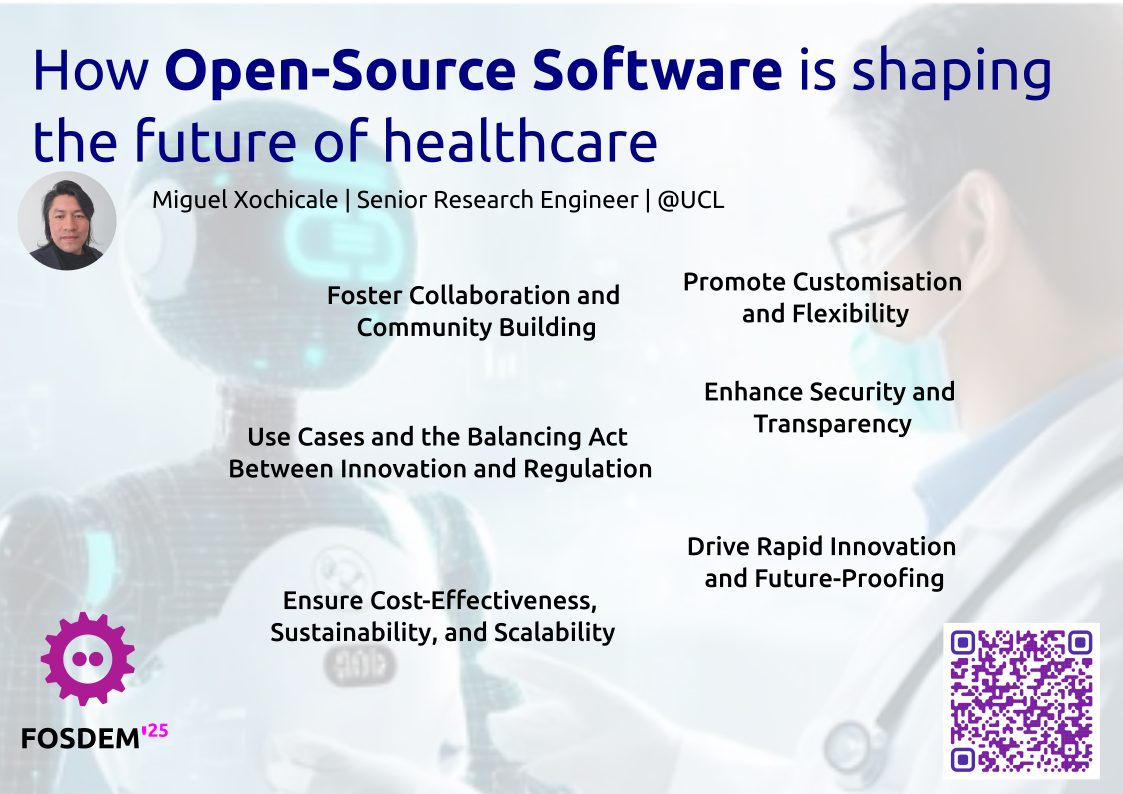 How Open-Source Software is shaping
the future of healthcare
Miguel Xochicale | Senior Research Engineer | @UCL
Foster Collaboration and
Community Building
Promote Customisation
and Flexibility
Enhance Security and
Transparency
Use Cases and the Balancing Act
Between Innovation and Regulation
Drive Rapid Innovation
and Future-Proofing
Ensure Cost-Effectiveness,
Sustainability, and Scalability
FOSDEM'25